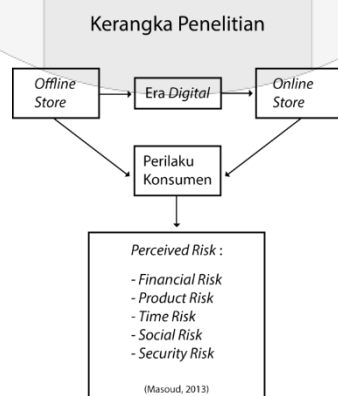 Kerangka Penelitian
Offline
Store
Era Digital
Online
Store
Perilaku
Konsumen
Perceived Risk :
- Financial Risk
- Product Risk
- Time Risk
- Social Risk
- Security Risk
(Masoud, 2013)